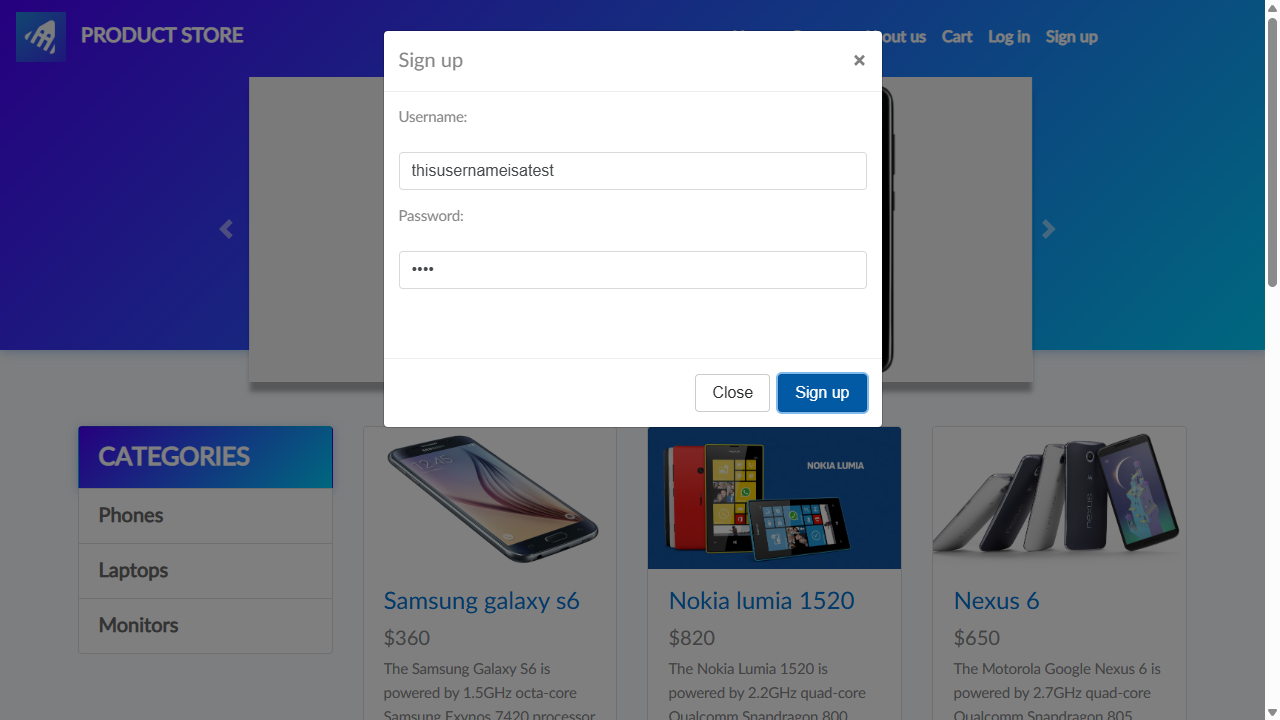 PRODUCT STORE
out us Cart Log in Sign up
Sign up
×
Username:
thisusernameisatest
Password:
••••
Close Sign up
CATEGORIES
Phones
Laptops
Monitors
12:45
Samsung galaxy s6
$360
The Samsung Galaxy S6 is
powered by 1.5GHz octa-core
Samsung Exynos 7420 processor
NOKIA LUMIA
Nokia lumia 1520
$820
The Nokia Lumia 1520 is
powered by 2.2GHz quad-core
Qualcomm Snapdragon 800
nexus
Nexus 6
$650
The Motorola Google Nexus 6 is
powered by 2.7GHz quad-core
Qualcomm Snapdragon 805